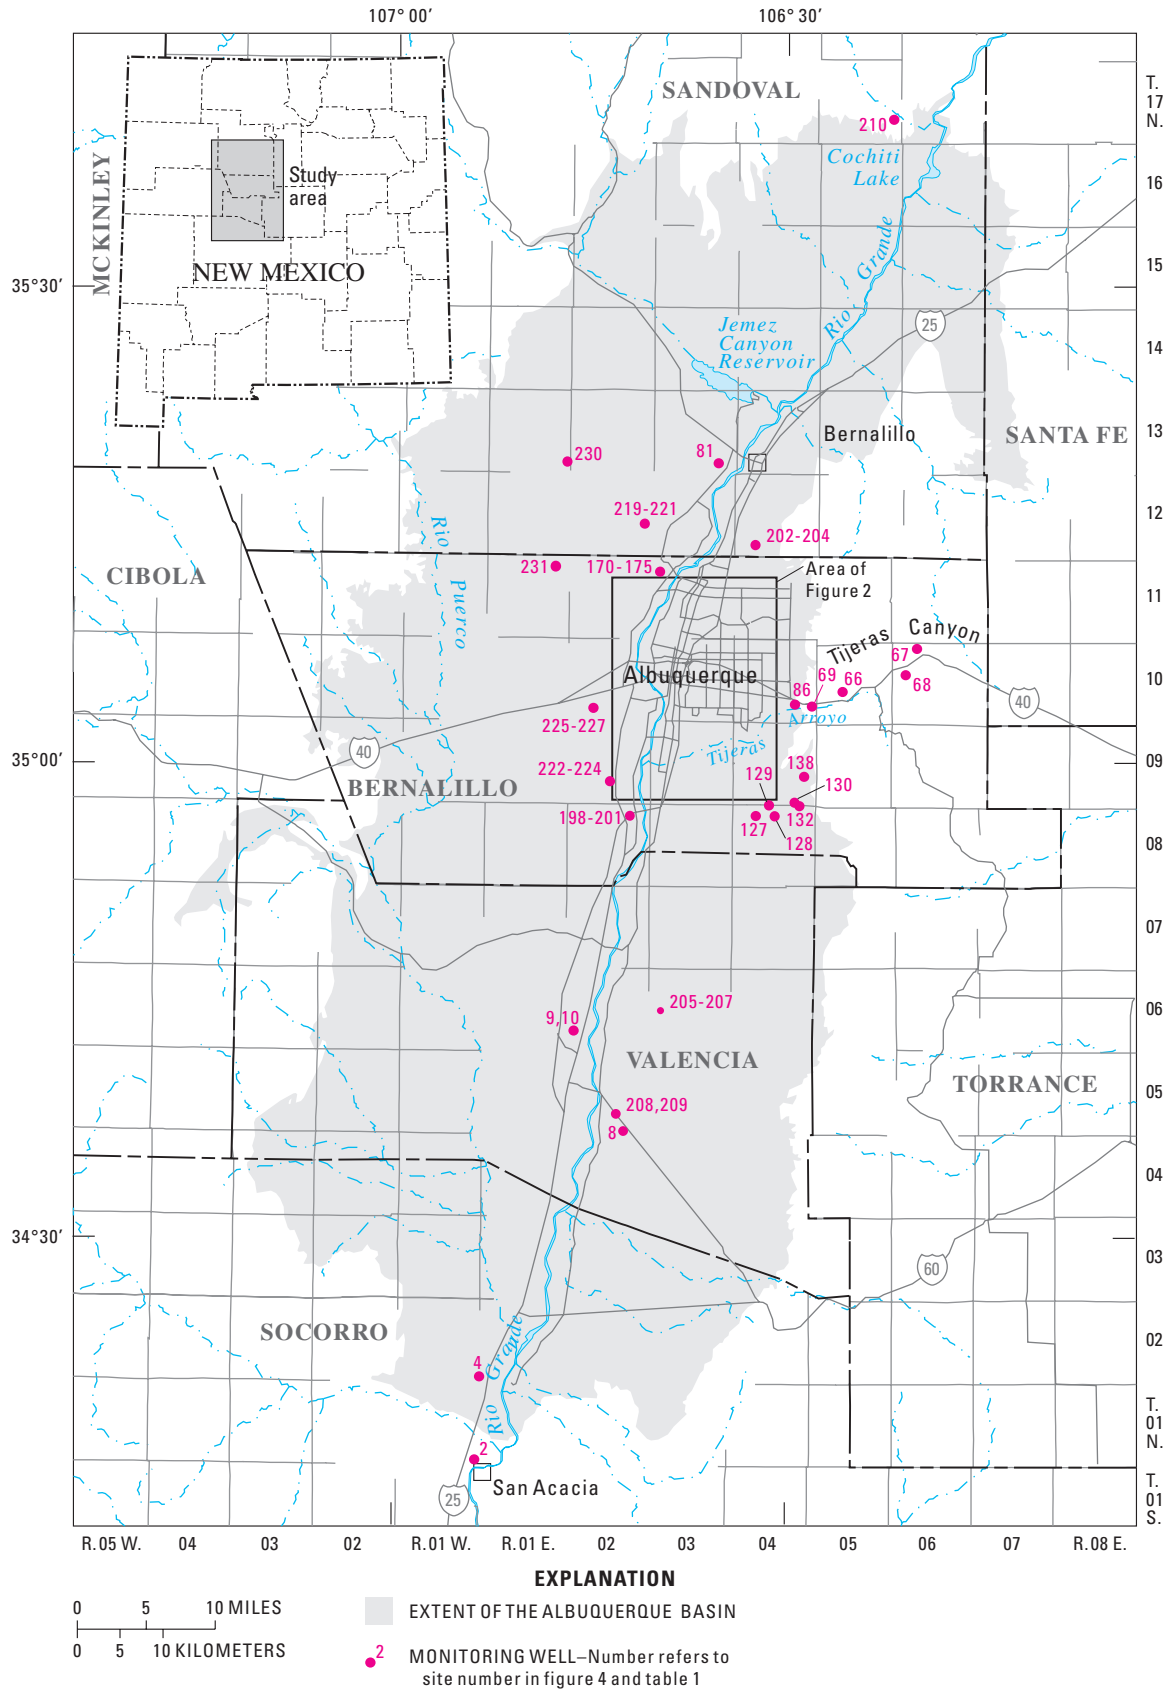 107° 00′
106° 30′
SANDOVAL
T.
17
N.
210
Cochiti
Lake
MCKINLEY
Study
area
16
Rio Grande
NEW MEXICO
15
35° 30′
25
Jemez
Canyon
Reservoir
14
Bernalillo
SANTA FE
13
230
81
219-221
12
Rio Puerco
202-204
231
170-175
Area of
Figure 2
CIBOLA
11
Tijeras Canyon
67
Albuquerque
86
69
66
68
10
40
225-227
Tijeras Arroyo
35° 00′
40
222-224
138
09
BERNALILLO
129
130
198-201
127
132
128
08
07
205-207
9,10
06
VALENCIA
TORRANCE
05
208,209
8
04
34° 30′
03
60
SOCORRO
Rio Grande
02
4
T.
01
N.
2
San Acacia
25
T.
01
S.
R. 05 W.
04
03
02
R. 01 W.
R. 01 E.
02
03
04
05
06
07
R. 08 E.
EXPLANATION
0 5 10 MILES
0 5 10 KILOMETERS
EXTENT OF THE ALBUQUERQUE BASIN
2
MONITORING WELL–Number refers to
site number in figure 4 and table 1